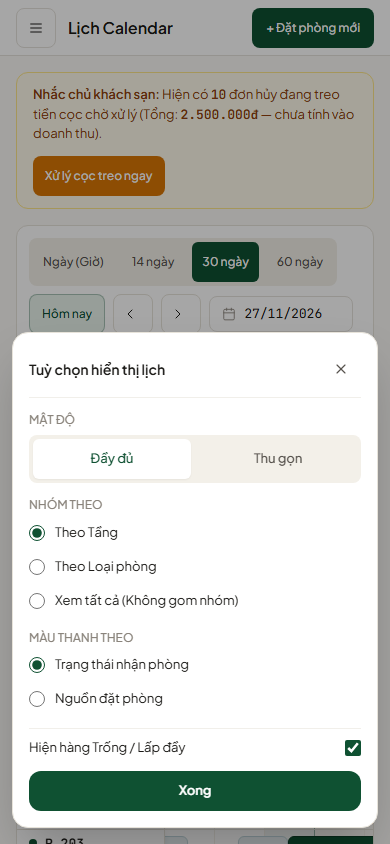 Lịch Calendar
+ Đặt phòng mới
Nhắc chủ khách sạn: Hiện có 10 đơn hủy đang treo
tiền cọc chờ xử lý (Tổng: 2.500.000đ — chưa tính vào
doanh thu).
Xử lý cọc treo ngay
Ngày (Giờ)
14 ngày
30 ngày
60 ngày
Hôm nay
27/11/2026
Tuỳ chọn hiển thị lịch
MẬT ĐỘ
Đầy đủ
Thu gọn
NHÓM THEO
Theo Tầng
Theo Loại phòng
Xem tất cả (Không gom nhóm)
MÀU THANH THEO
Trạng thái nhận phòng
Nguồn đặt phòng
Hiện hàng Trống / Lấp đầy
Xong
P.203